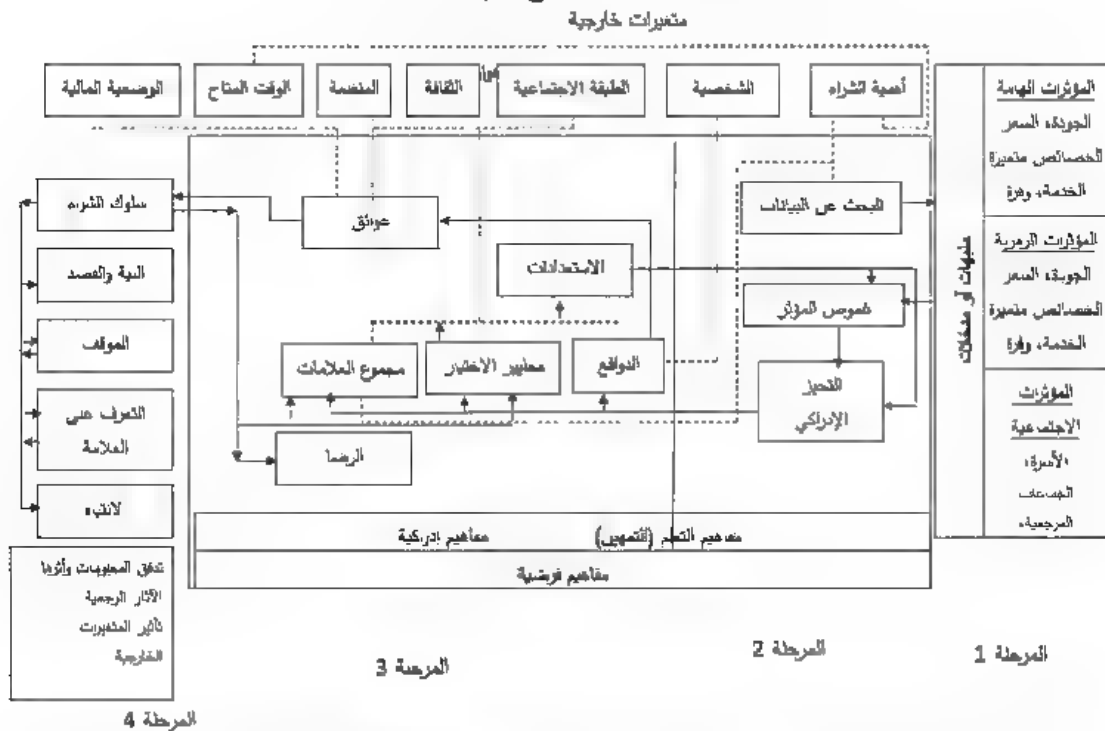 متغيرات خارجية
أهمية الشراء
الشخصية
الطبقة الاجتماعية
الثقافة
المنضمة
الوقت المتاح
الوضعية المالية
المؤثرات الهامة
الجودة، السعر
الخصائص متميزة
الخدمة، وفرة
المؤثرات الرمزية
الجودة، السعر
الخصائص متميزة
الخدمة، وفرة
المؤثرات
الاجتماعية
الأسرة،
الجماعات
المرجعية،
منبهات أو مدخلات
البحث عن البيانات
غموض المؤثر
التحيز
الإدراكي
عوائق
الاستعدادات
الدوافع
معايير الاختيار
مجموع العلامات
الرضا
سلوك الشراء
النية والقصد
الموقف
التعرف على
العلامة
لانتباه
مفاهيم التعلم (التمهين)
مفاهيم إدركية
مفاهيم فرضية
تدفق المعلومات وأثرها
الآثار الرجعية
تأثير المتغيرات
الخارجية
المرحلة 1
المرحلة 2
المرحلة 3
المرحلة 4